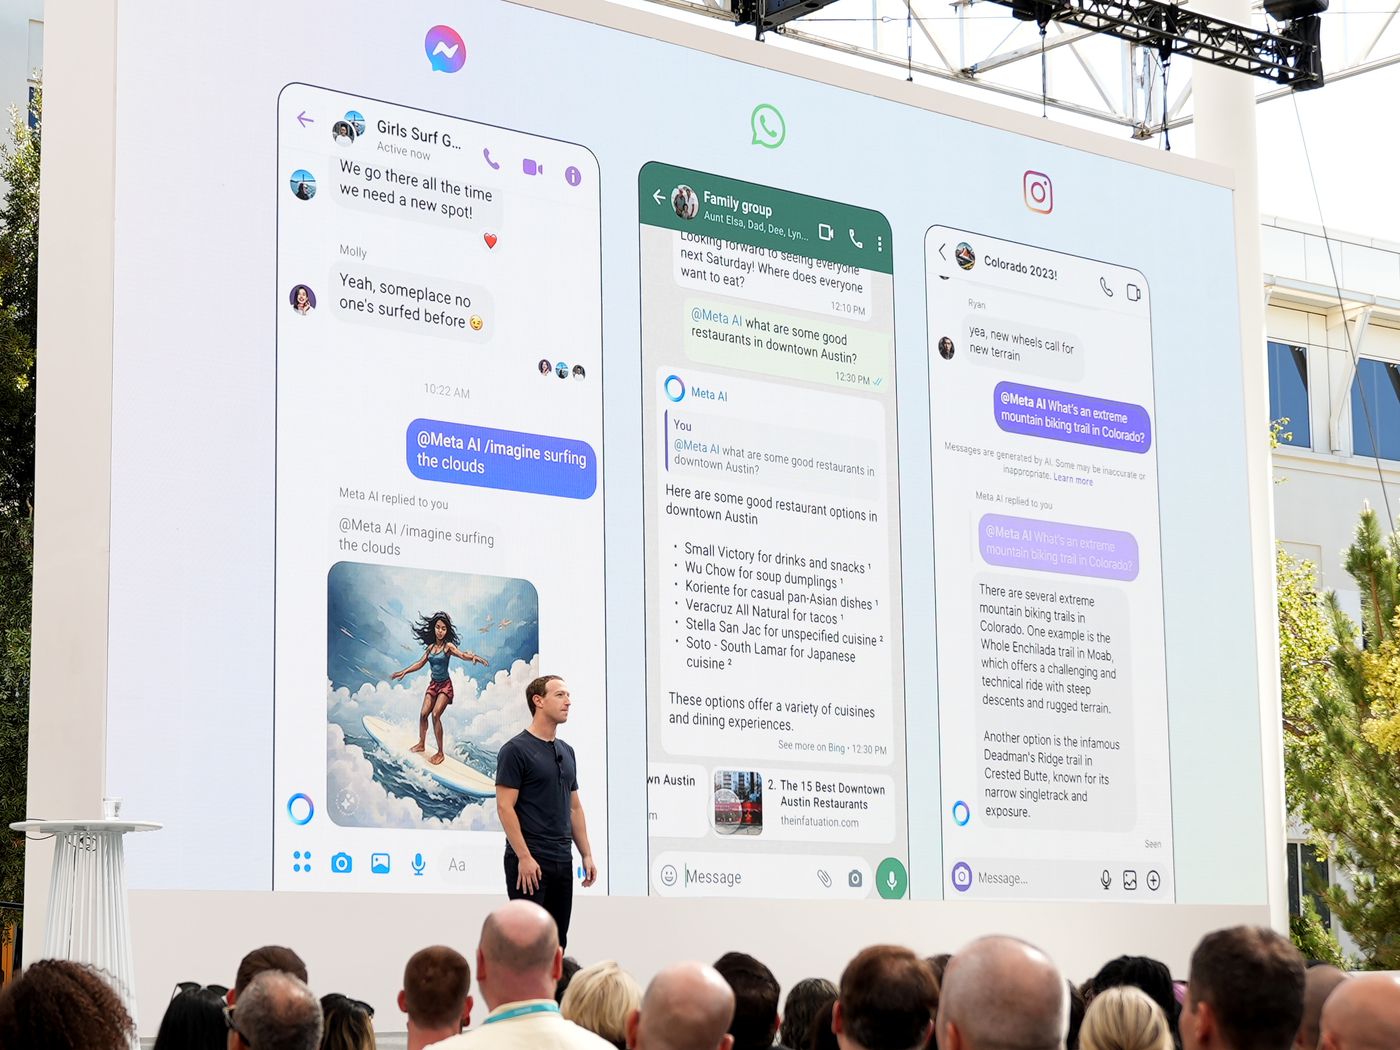 Girls Surf G...
Active now
We go there all the time
we need a new spot!
Molly
Yeah, someplace no
one's surfed before
10:22 AM
@Meta AI /imagine surfing
the clouds
Meta AI replied to you
@Meta AI /imagine surfing
the clouds
Aa
Family group
Aunt Elsa, Dad, Dee, Lyn...
Looking forward to seeing everyone
next Saturday! Where does everyone
want to eat?
12:10 PM
@Meta AI what are some good
restaurants in downtown Austin?
12:30 PM
Meta AI
You
@Meta AI what are some good restaurants in
downtown Austin?
Here are some good restaurant options in
downtown Austin
• Small Victory for drinks and snacks ¹
• Wu Chow for soup dumplings ¹
• Koriente for casual pan-Asian dishes ¹
• Veracruz All Natural for tacos ¹
• Stella San Jac for unspecified cuisine ²
• Soto - South Lamar for Japanese
cuisine ²
These options offer a variety of cuisines
and dining experiences.
See more on Bing • 12:30 PM
wn Austin
m
2. The 15 Best Downtown
Austin Restaurants
theinfatuation.com
Message
Colorado 2023!
Ryan
yea, new wheels call for
new terrain
@Meta AI What's an extreme
mountain biking trail in Colorado?
Messages are generated by AI. Some may be inaccurate or
inappropriate. Learn more
Meta AI replied to you
@Meta AI What's an extreme
mountain biking trail in Colorado?
There are several extreme
mountain biking trails in
Colorado. One example is the
Whole Enchilada trail in Moab,
which offers a challenging and
technical ride with steep
descents and rugged terrain.
Another option is the infamous
Deadman's Ridge trail in
Crested Butte, known for its
narrow singletrack and
exposure.
Seen
Message...